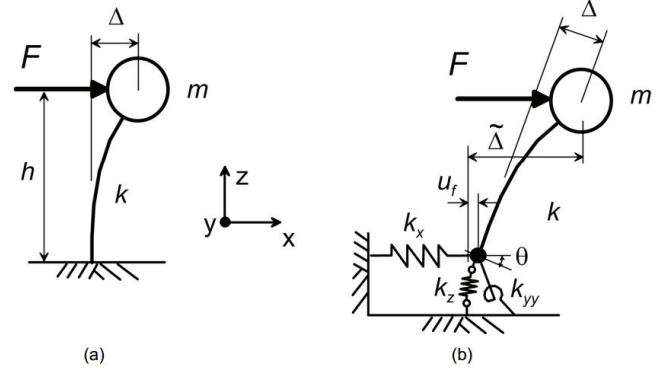 Δ
F
m
h
k
z
y
x
(a)
Δ
F
m
Δ̃
u_f
k
k_x
θ
k_z
k_yy
(b)